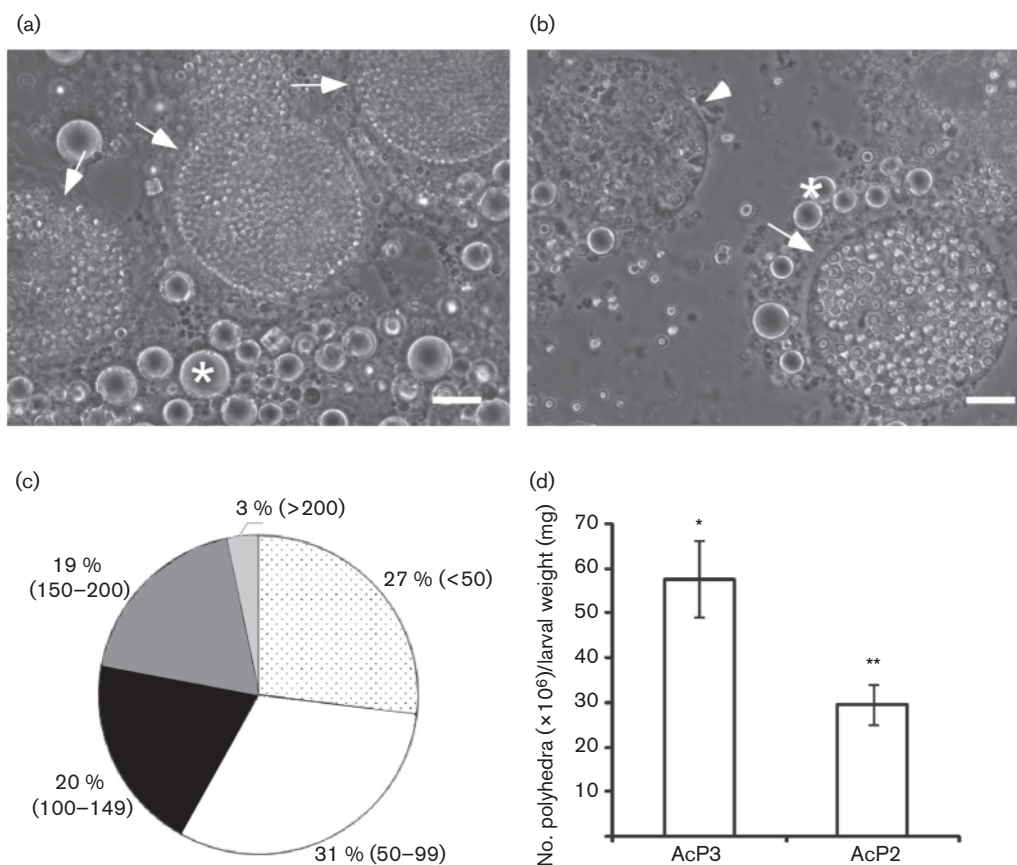 (a)
(b)
*
*
(c)
3 % (>200)
19 %
(150–200)
27 % (<50)
20 %
(100–149)
31 % (50–99)
(d)
No. polyhedra (×10⁶)/larval weight (mg)
70
60
50
40
30
20
10
*
**
AcP3
AcP2